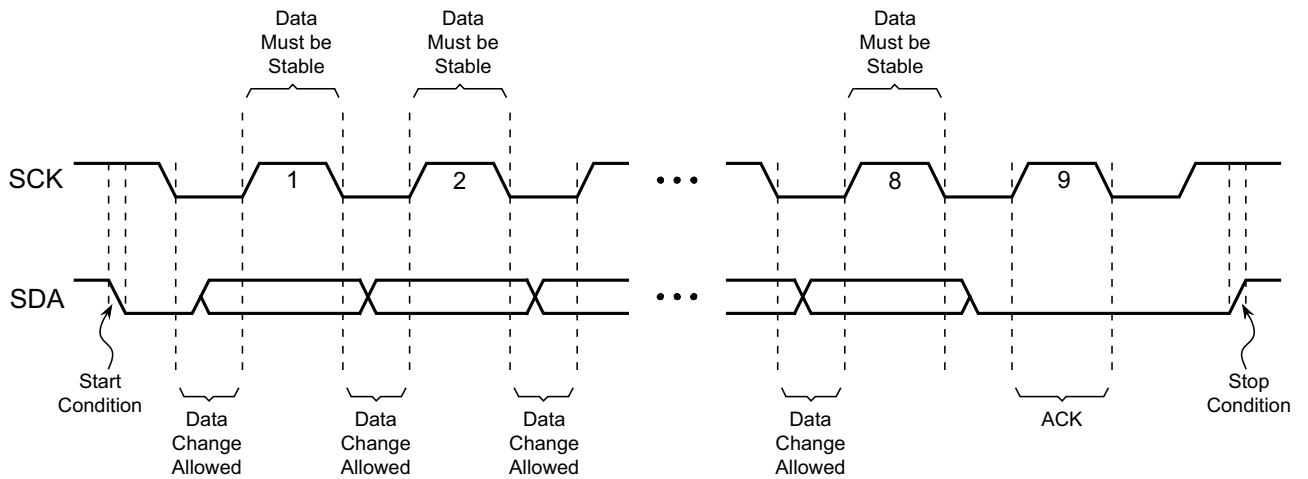 Data
Must be
Stable
Data
Must be
Stable
Data
Must be
Stable
SCK
1
2
8
9
SDA
Start
Condition
Data
Change
Allowed
Data
Change
Allowed
Data
Change
Allowed
Data
Change
Allowed
ACK
Stop
Condition